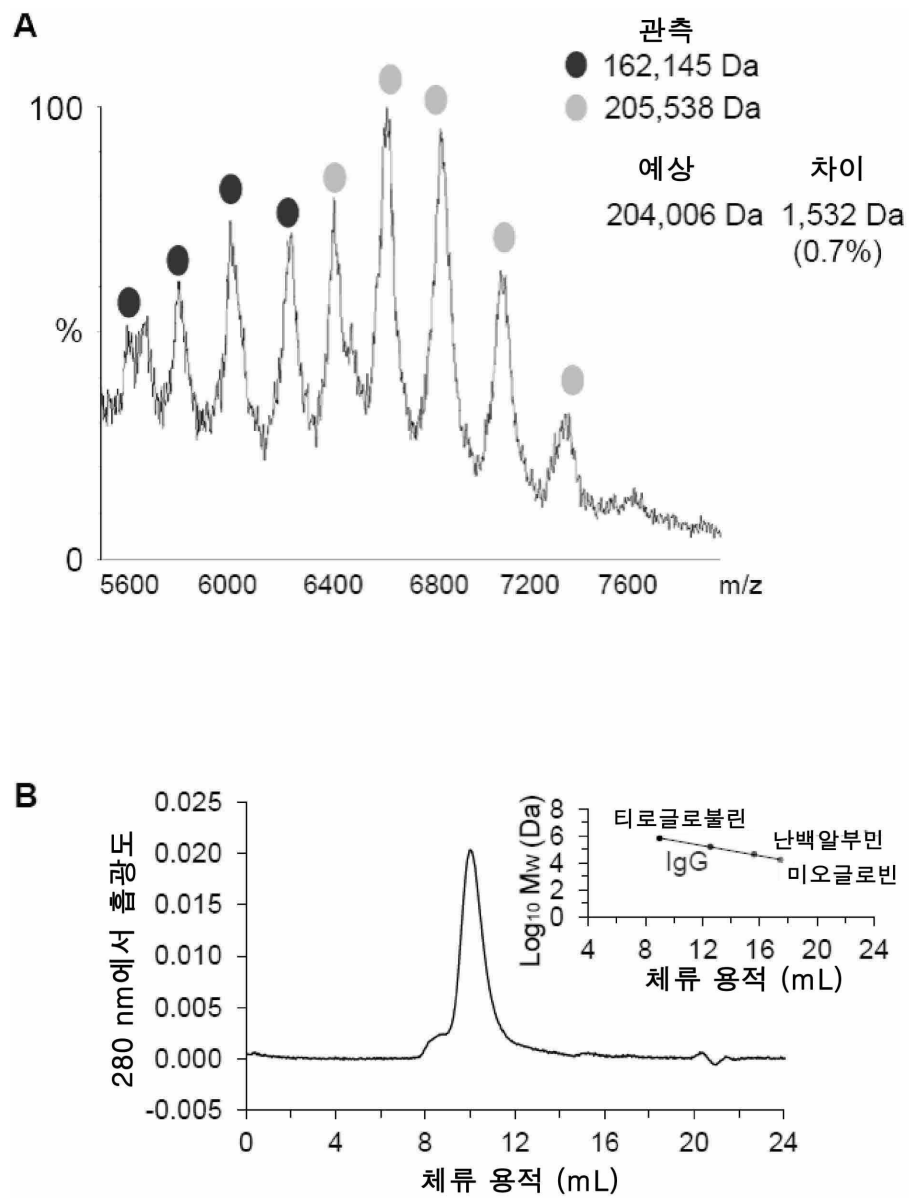 A
관측
162,145 Da
205,538 Da
예상 차이
204,006 Da 1,532 Da
(0.7%)
100
%
0
5600 6000 6400 6800 7200 7600 m/z
B
280 nm에서 흡광도
0.025
0.020
0.015
0.010
0.005
0.000
-0.005
0 4 8 12 16 20 24
체류 용적 (mL)
Log10 Mw (Da)
8
6
4
2
0
티로글로불린
IgG
난백알부민
미오글로빈
4 8 12 16 20 24
체류 용적 (mL)